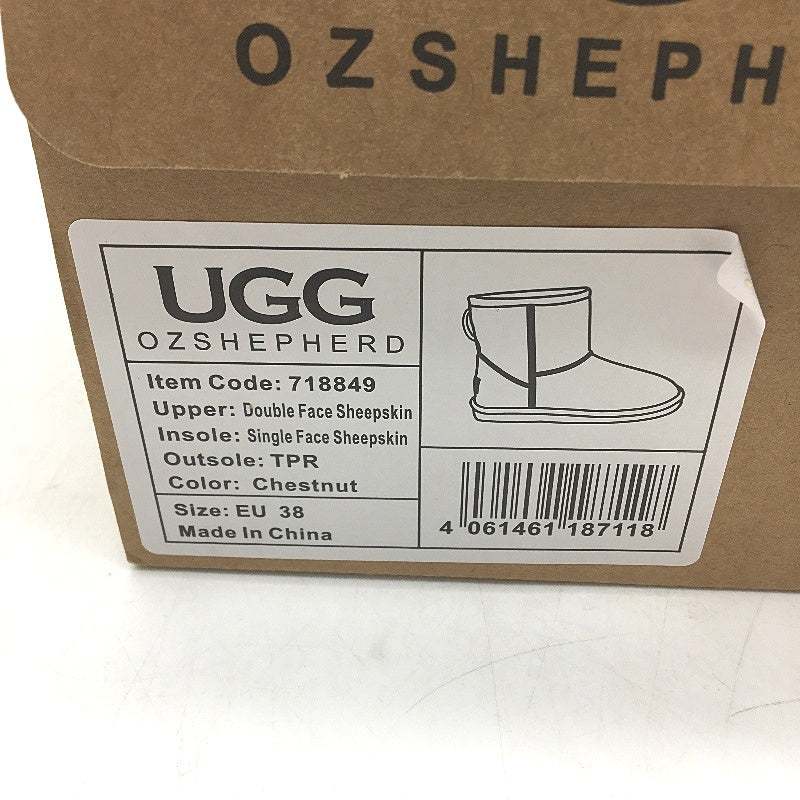 OZSHEPH
UGG
OZSHEPHERD
Item Code: 718849
Upper: Double Face Sheepskin
Insole: Single Face Sheepskin
Outsole: TPR
Color: Chestnut
Size: EU 38
Made In China
4 061461 187118